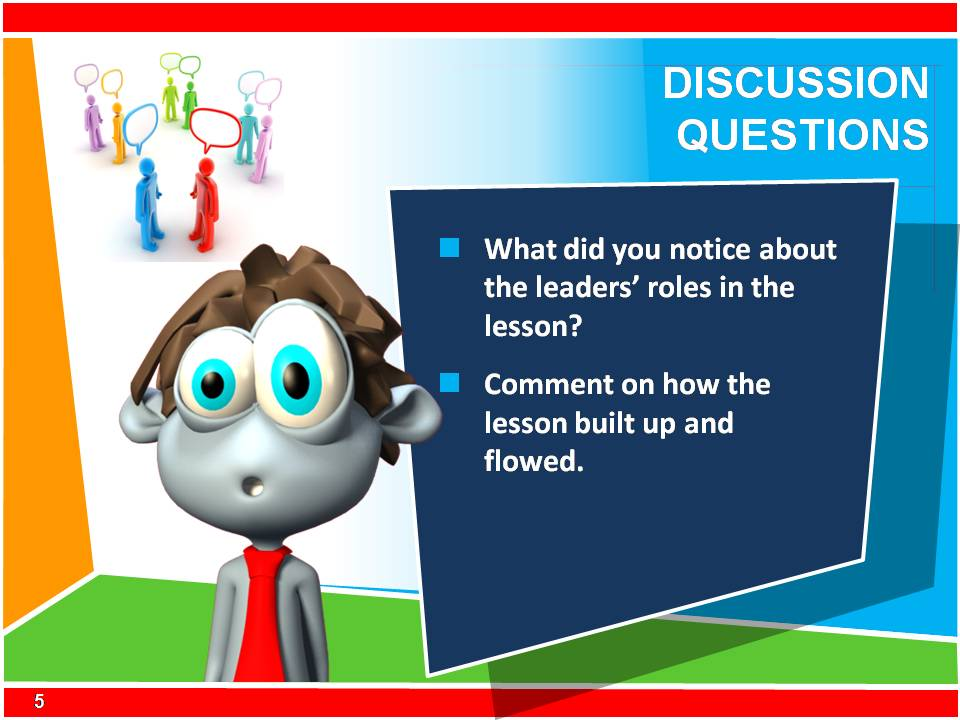 DISCUSSION
QUESTIONS
What did you notice about
the leaders’ roles in the
lesson?
Comment on how the
lesson built up and
flowed.
5